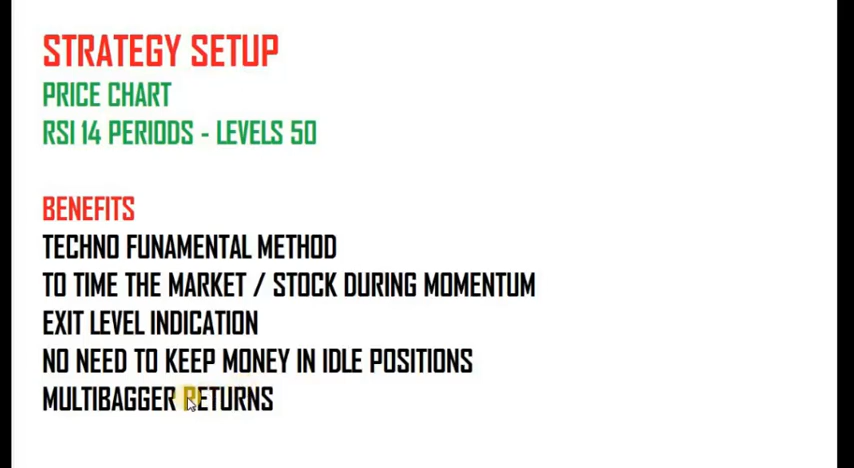 STRATEGY SETUP
PRICE CHART
RSI 14 PERIODS - LEVELS 50
BENEFITS
TECHNO FUNAMENTAL METHOD
TO TIME THE MARKET / STOCK DURING MOMENTUM
EXIT LEVEL INDICATION
NO NEED TO KEEP MONEY IN IDLE POSITIONS
MULTIBAGGER RETURNS